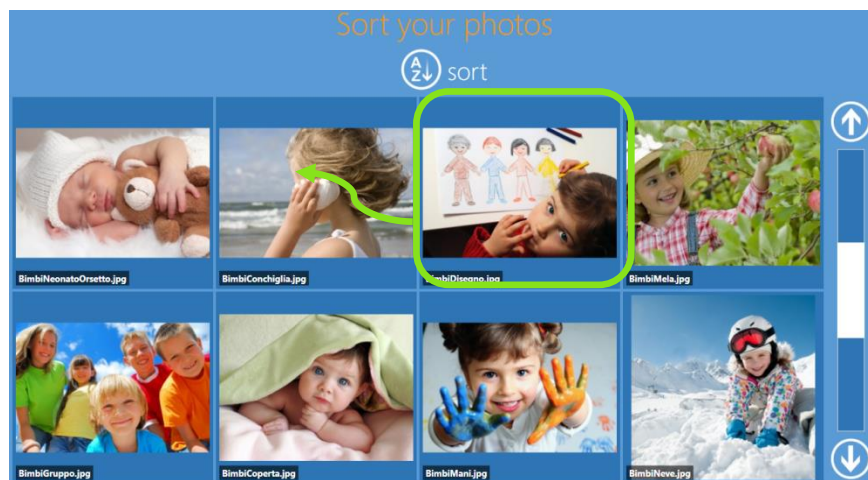 Sort your photos
sort
BimbiNeonatoOrsetto.jpg
BimbiConchiglia.jpg
BimbiDisegno.jpg
BimbiMela.jpg
BimbiGruppo.jpg
BimbiCoperta.jpg
BimbiMani.jpg
BimbiNeve.jpg